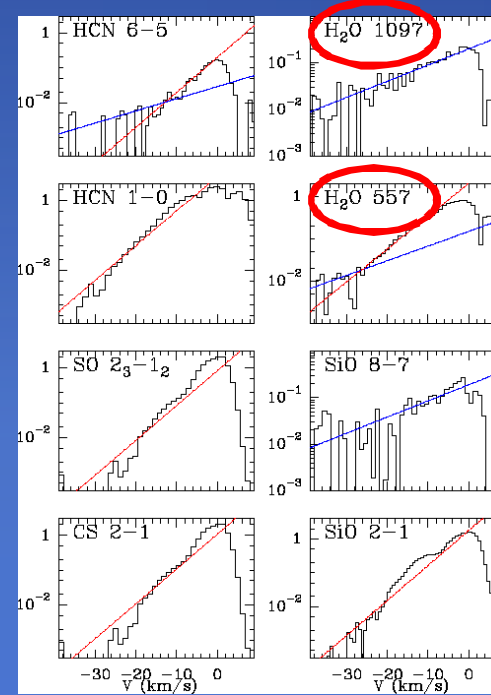 HCN 6−5
H₂O 1097
1
10⁻²
10⁻¹
10⁻²
10⁻³
HCN 1−0
H₂O 557
1
10⁻²
1
10⁻²
SO 2₃−1₂
SiO 8−7
1
10⁻²
10⁻¹
10⁻²
10⁻³
CS 2−1
SiO 2−1
1
10⁻²
1
10⁻²
−30 −20 −10 0
V (km/s)
−30 −20 −10 0
V (km/s)